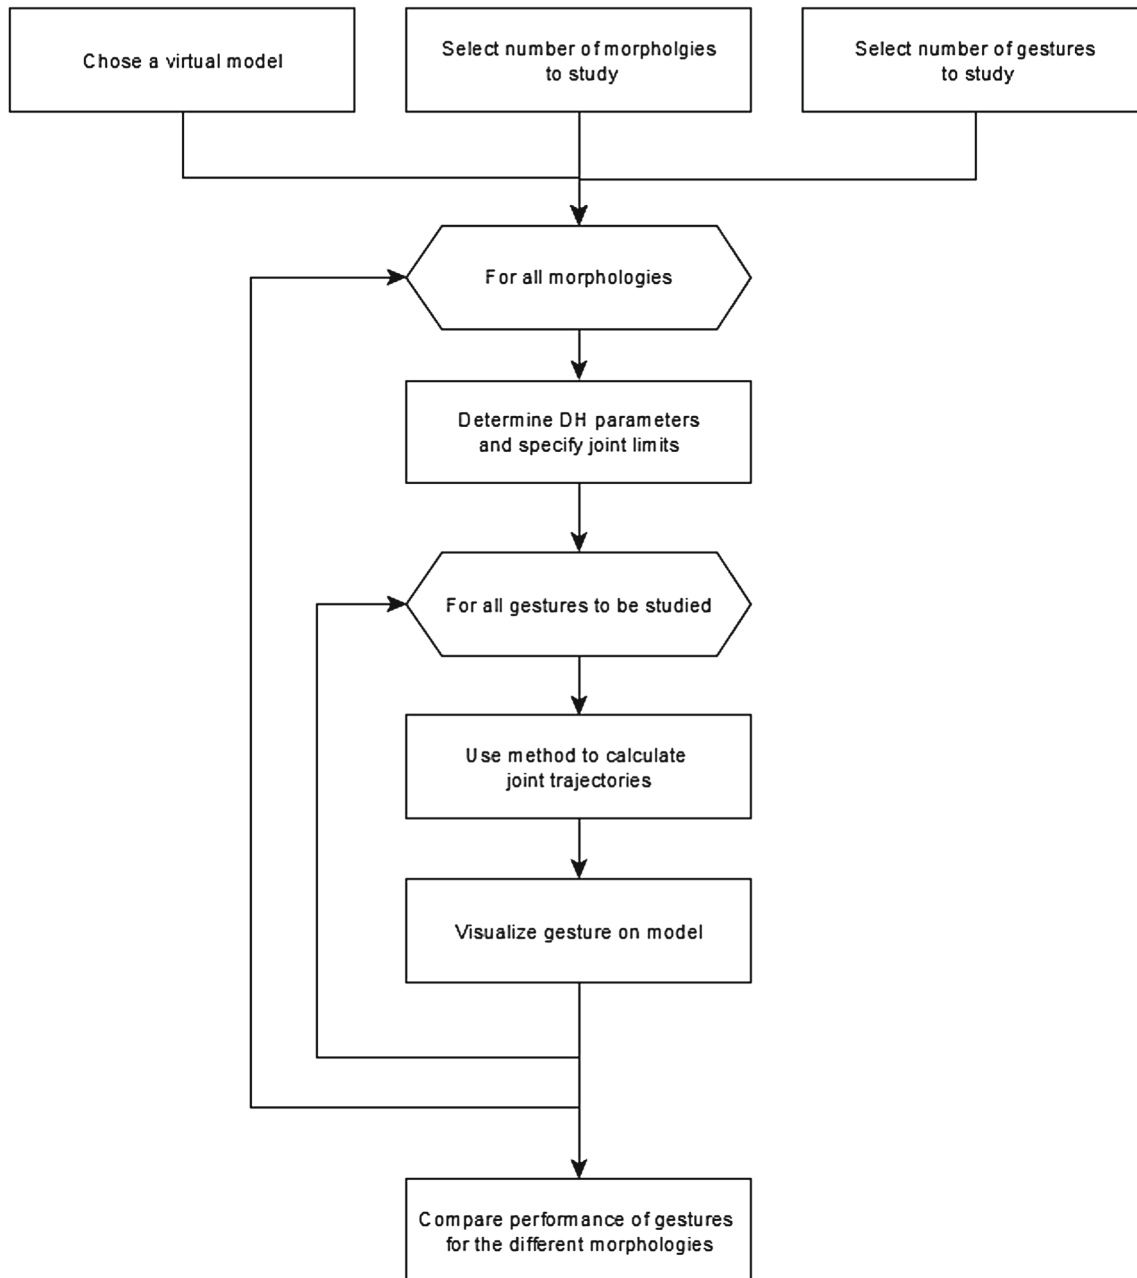 Chose a virtual model
Select number of morpholgies
to study
Select number of gestures
to study
For all morphologies
Determine DH parameters
and specify joint limits
For all gestures to be studied
Use method to calculate
joint trajectories
Visualize gesture on model
Compare performance of gestures
for the different morphologies